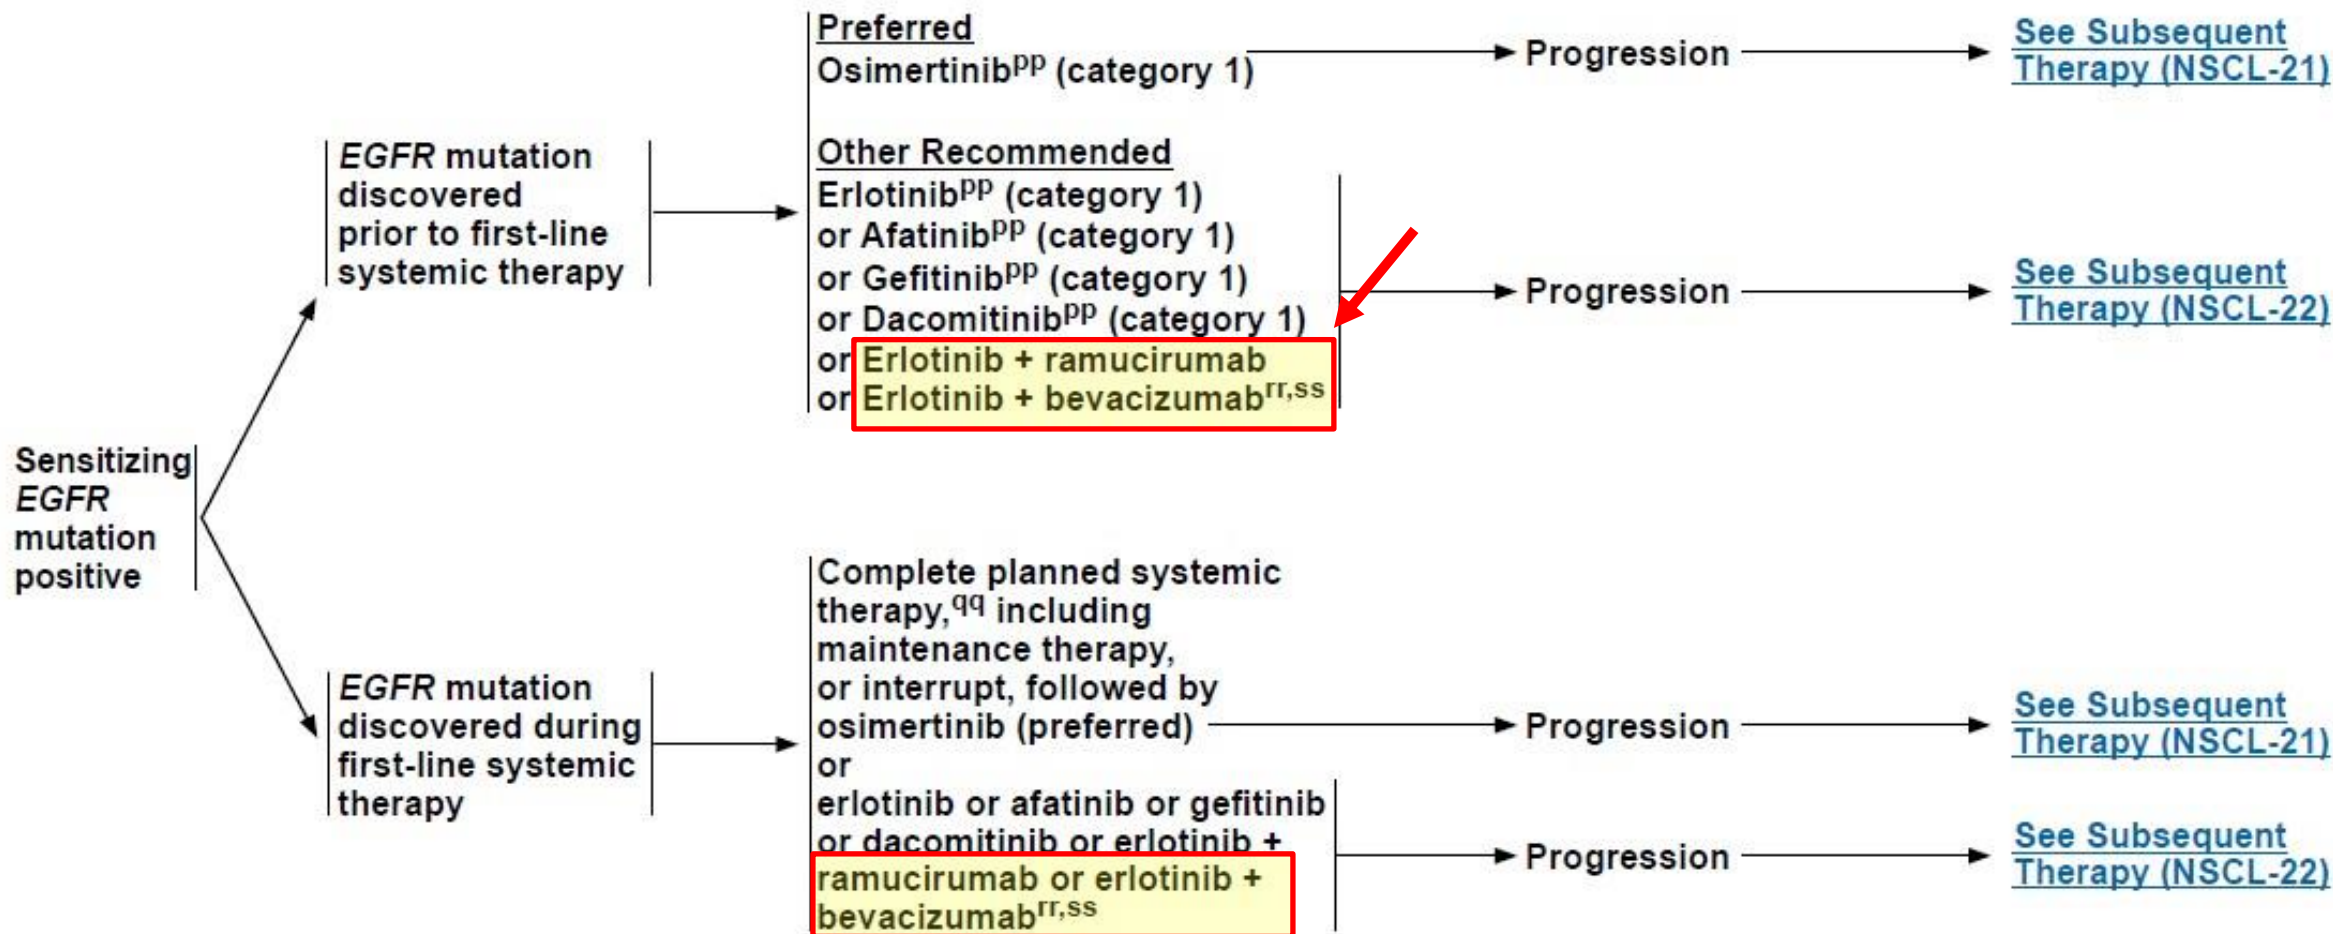 Sensitizing
EGFR
mutation
positive
EGFR mutation
discovered
prior to first-line
systemic therapy
Preferred
Osimertinibpp (category 1)
Progression
See Subsequent
Therapy (NSCL-21)
Other Recommended
Erlotinibpp (category 1)
or Afatinibpp (category 1)
or Gefitinibpp (category 1)
or Dacomitinibpp (category 1)
or Erlotinib + ramucirumab
or Erlotinib + bevacizumabrr,ss
Progression
See Subsequent
Therapy (NSCL-22)
EGFR mutation
discovered during
first-line systemic
therapy
Complete planned systemic
therapy,qq including
maintenance therapy,
or interrupt, followed by
osimertinib (preferred)
Progression
See Subsequent
Therapy (NSCL-21)
or
erlotinib or afatinib or gefitinib
or dacomitinib or erlotinib +
ramucirumab or erlotinib +
bevacizumabrr,ss
Progression
See Subsequent
Therapy (NSCL-22)